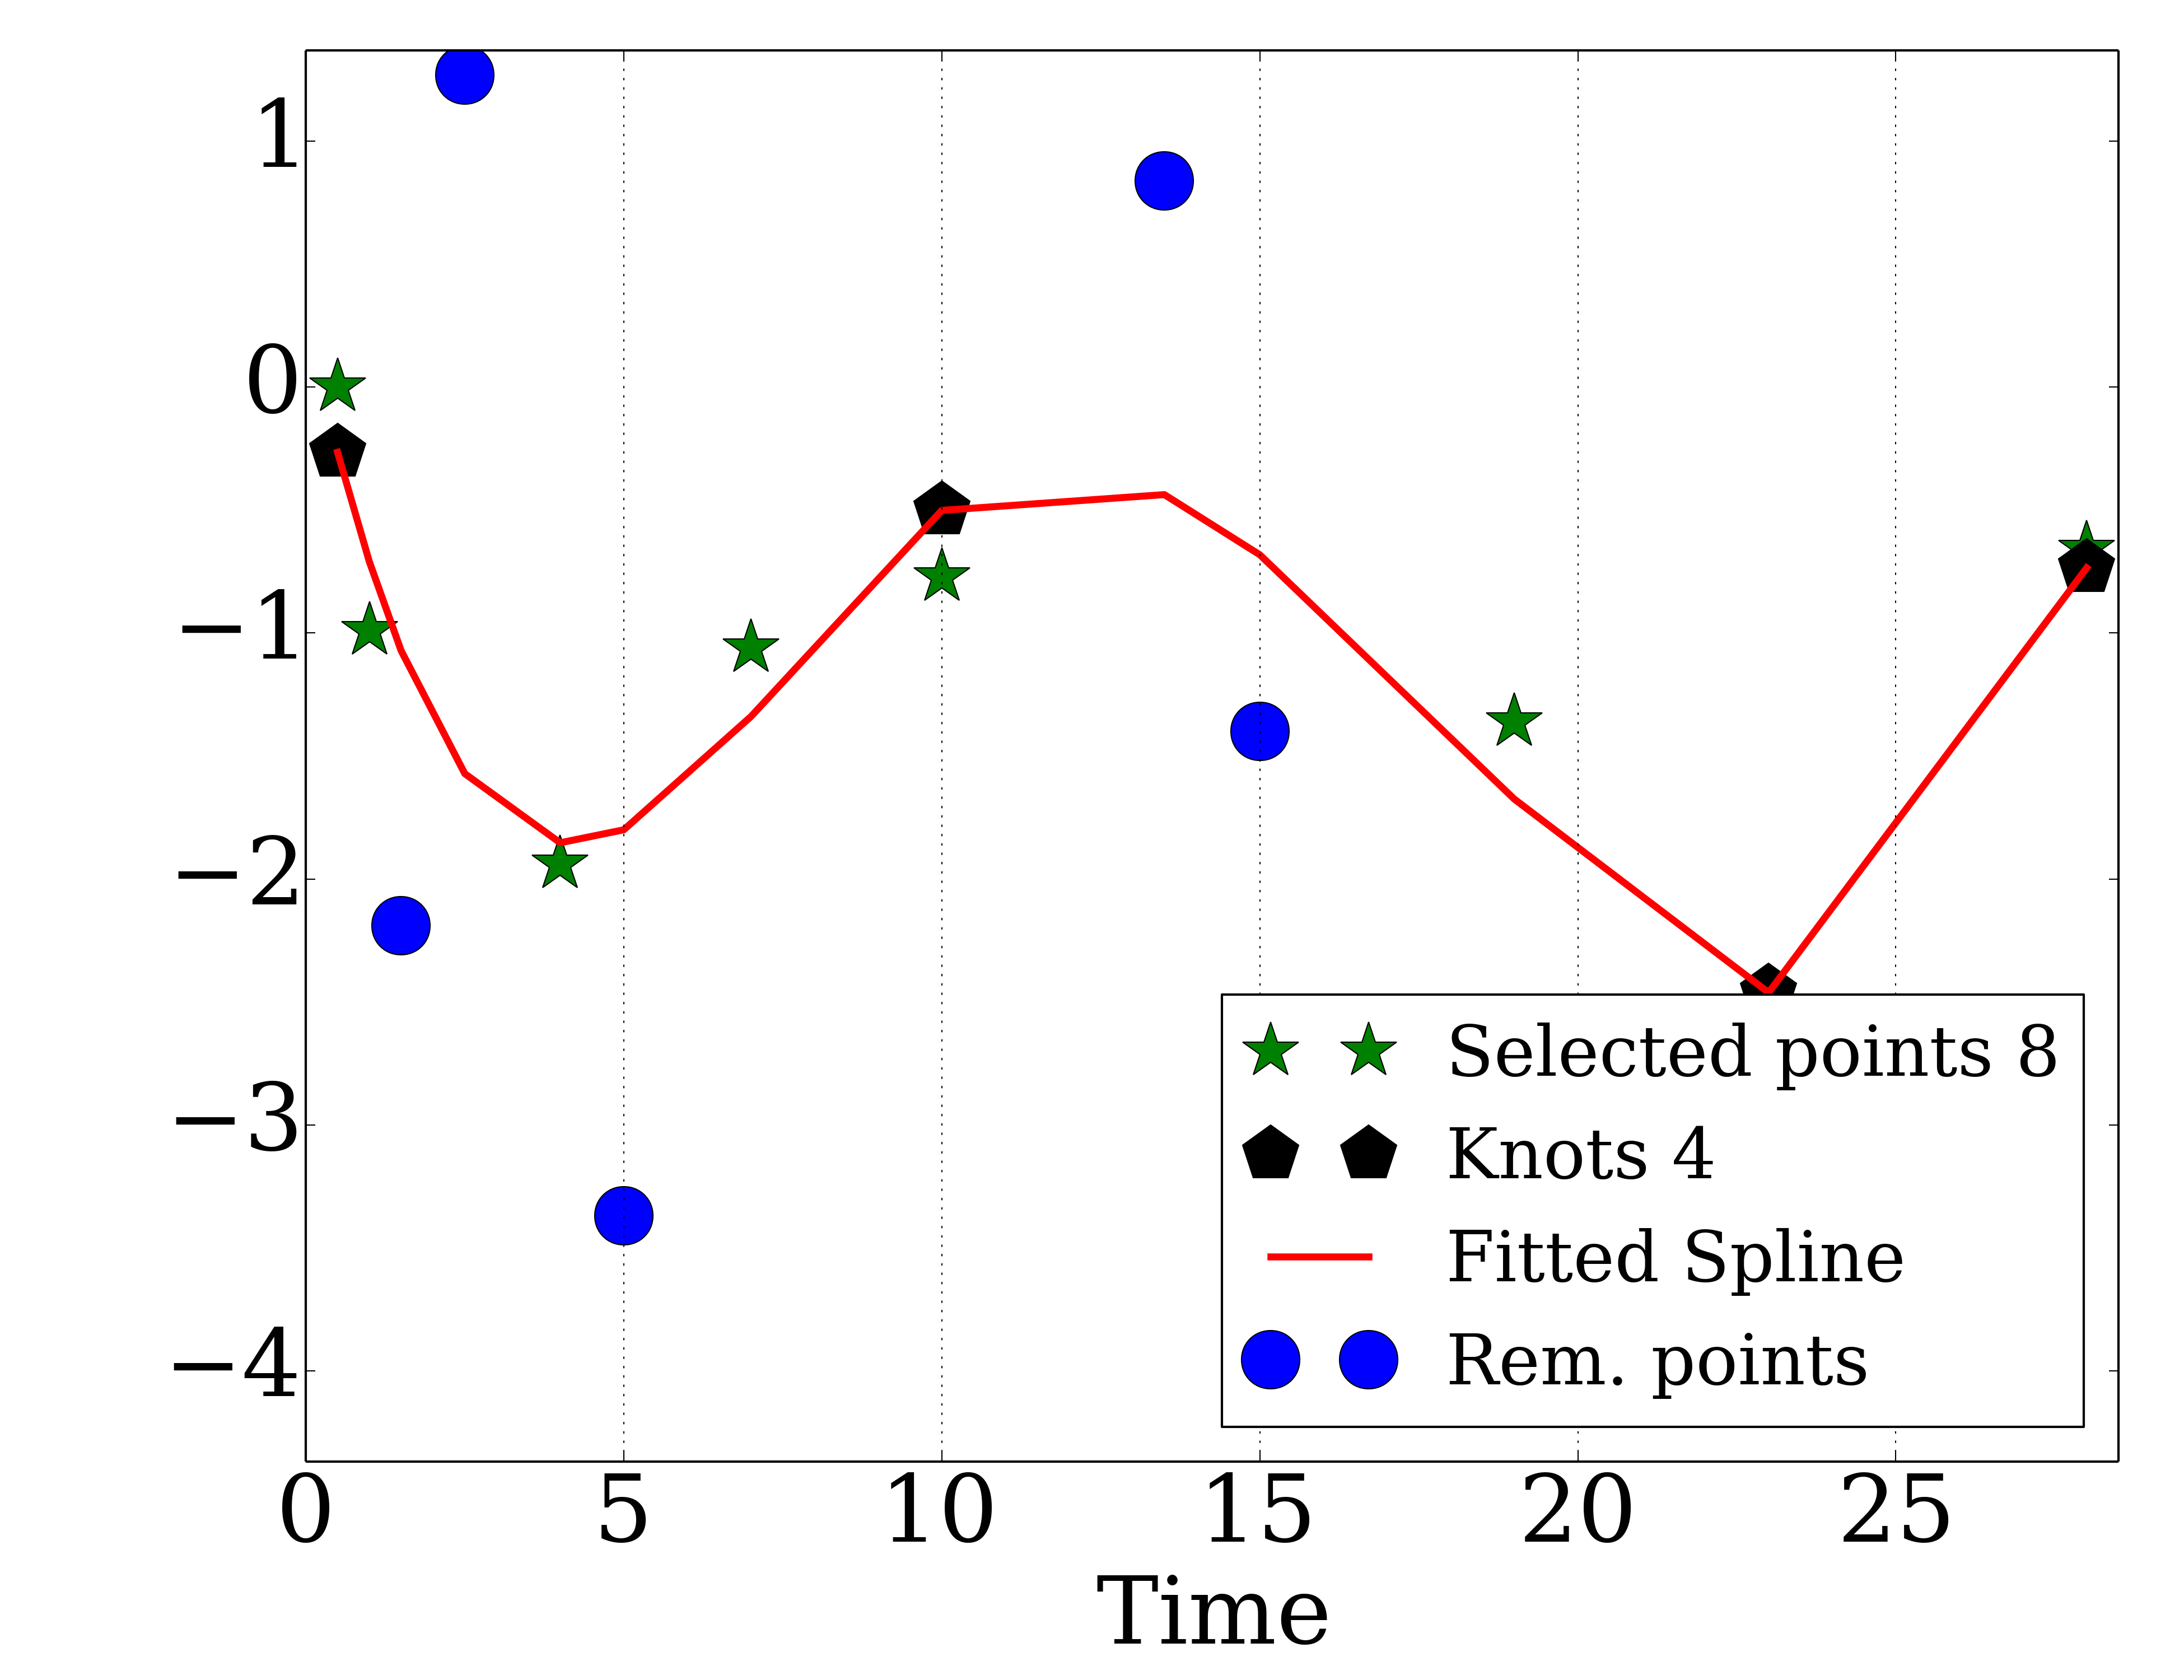 1
0
−1
−2
−3
−4
Selected points 8
Knots 4
Fitted Spline
Rem. points
0 5 10 15 20 25
Time